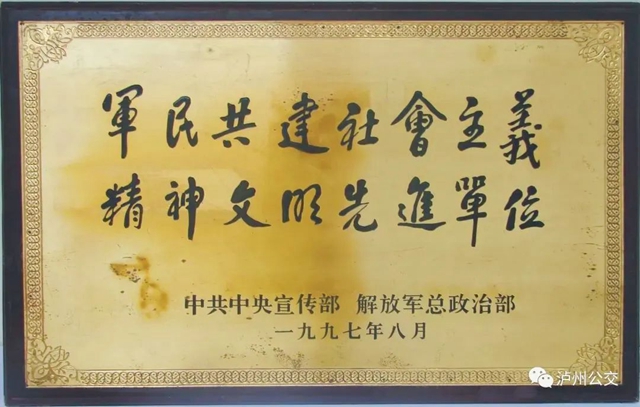 軍民共建社會主義
精神文明先進單位
中共中央宣传部 解放军总政治部
一九九七年八月
泸州公交